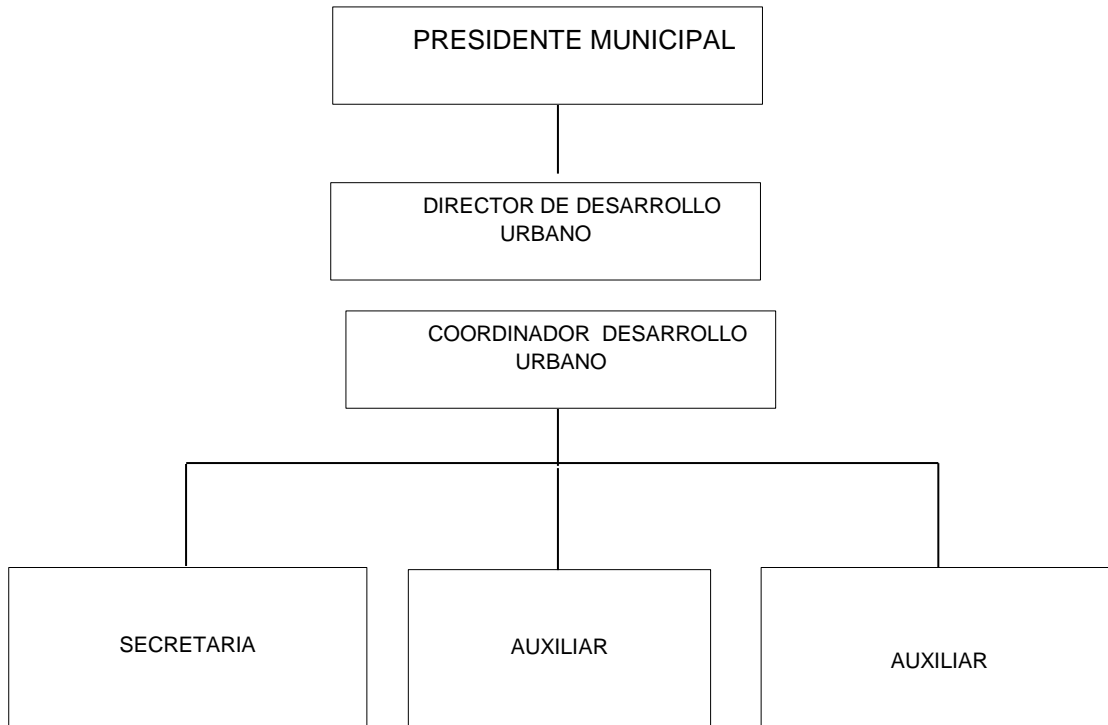 PRESIDENTE MUNICIPAL
DIRECTOR DE DESARROLLO
URBANO
COORDINADOR DESARROLLO
URBANO
SECRETARIA
AUXILIAR
AUXILIAR